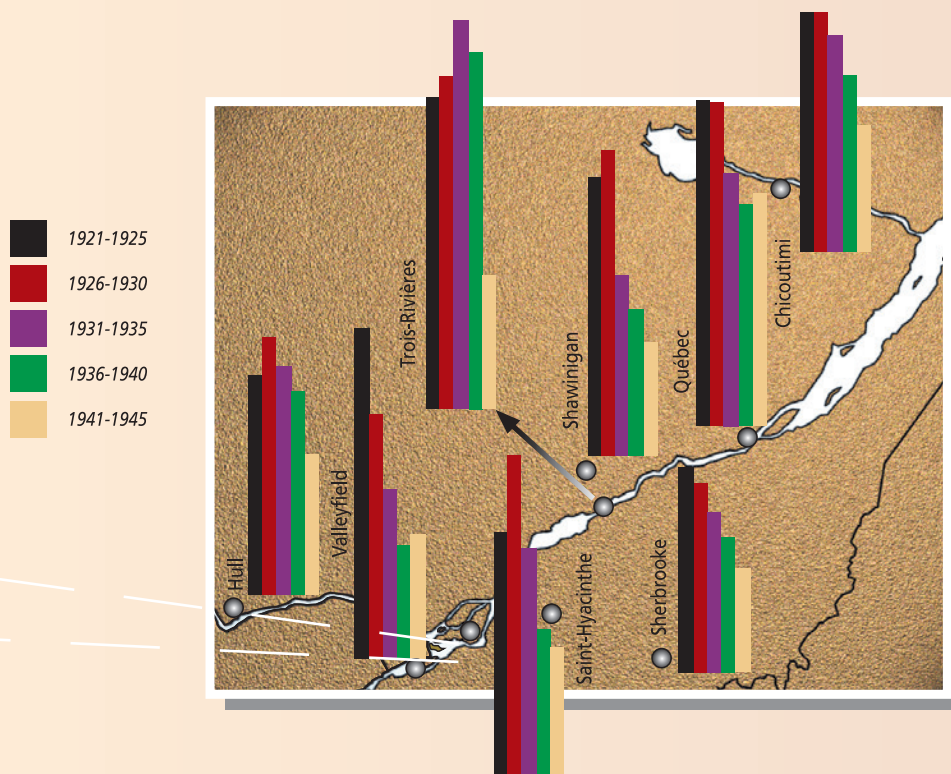 1921-1925
1926-1930
1931-1935
1936-1940
1941-1945
Hull
Valleyfield
Trois-Rivières
Saint-Hyacinthe
Shawinigan
Sherbrooke
Québec
Chicoutimi